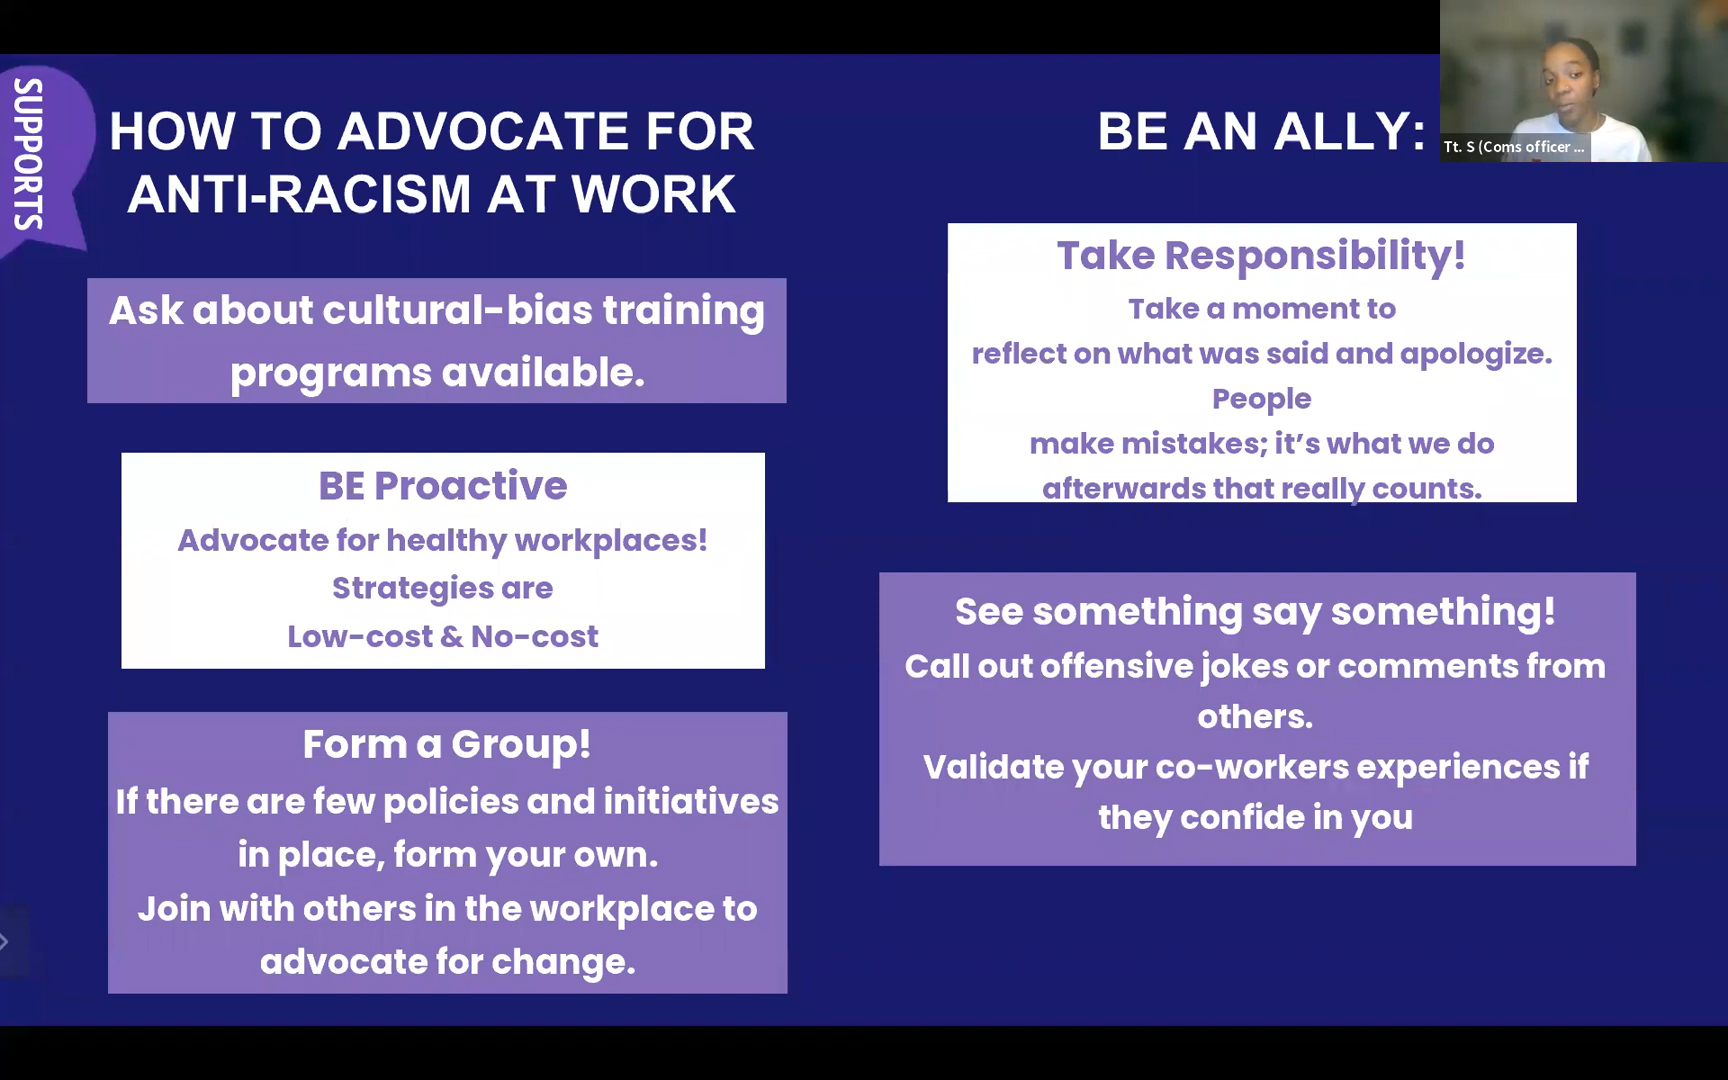 SUPPORTS
HOW TO ADVOCATE FOR
ANTI-RACISM AT WORK
Ask about cultural-bias training
programs available.
BE Proactive
Advocate for healthy workplaces!
Strategies are
Low-cost & No-cost
Form a Group!
If there are few policies and initiatives
in place, form your own.
Join with others in the workplace to
advocate for change.
BE AN ALLY:
Take Responsibility!
Take a moment to
reflect on what was said and apologize.
People
make mistakes; it’s what we do
afterwards that really counts.
See something say something!
Call out offensive jokes or comments from
others.
Validate your co-workers experiences if
they confide in you
Tt. S (Coms officer ...